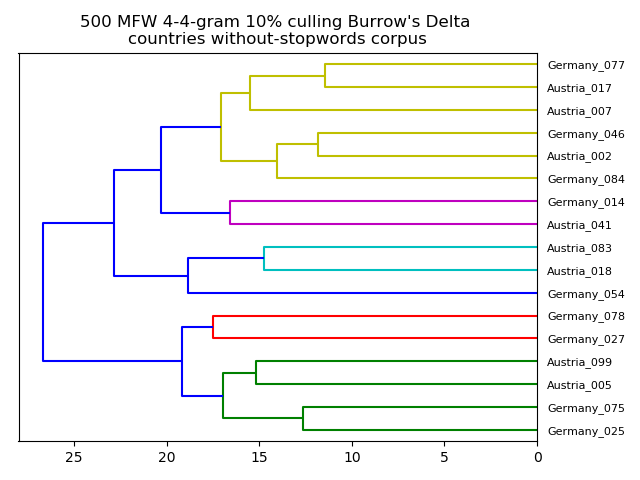 500 MFW 4-4-gram 10% culling Burrow's Delta
countries without-stopwords corpus
Germany_077
Austria_017
Austria_007
Germany_046
Austria_002
Germany_084
Germany_014
Austria_041
Austria_083
Austria_018
Germany_054
Germany_078
Germany_027
Austria_099
Austria_005
Germany_075
Germany_025
25 20 15 10 5 0